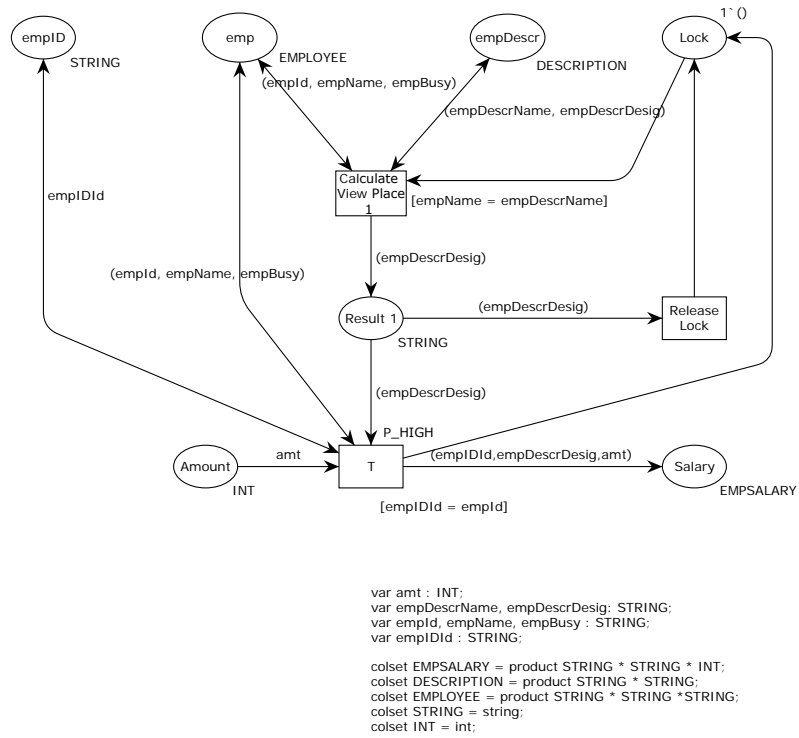 1`()
empID
emp
empDescr
Lock
STRING
EMPLOYEE
DESCRIPTION
(empId, empName, empBusy)
(empDescrName, empDescrDesig)
Calculate
View Place
1
empIDId
[empName = empDescrName]
(empDescrDesig)
(empId, empName, empBusy)
Result 1
(empDescrDesig)
Release
Lock
STRING
(empDescrDesig)
P_HIGH
Amount
amt
T
(empIDId,empDescrDesig,amt)
Salary
INT
EMPSALARY
[empIDId = empId]
var amt : INT;
var empDescrName, empDescrDesig: STRING;
var empId, empName, empBusy : STRING;
var empIDId : STRING;
colset EMPSALARY = product STRING * STRING * INT;
colset DESCRIPTION = product STRING * STRING;
colset EMPLOYEE = product STRING * STRING *STRING;
colset STRING = string;
colset INT = int;